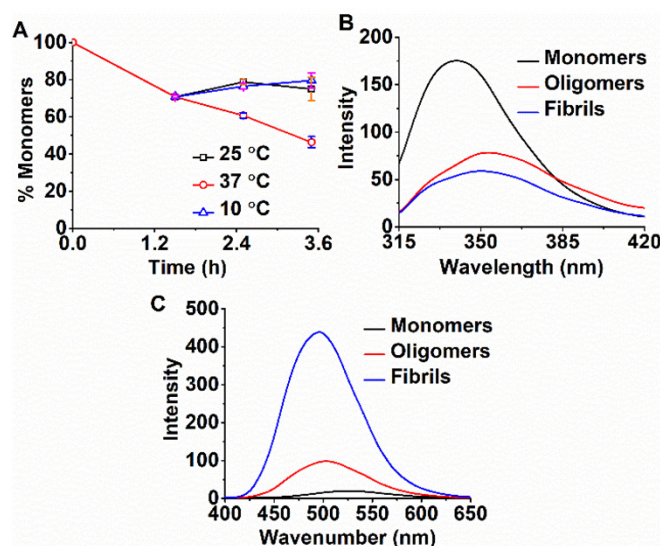 A
% Monomers
100
80
60
40
20
0
25 °C
37 °C
10 °C
0.0 1.2 2.4 3.6
Time (h)
B
Intensity
200
150
100
50
0
Monomers
Oligomers
Fibrils
315 350 385 420
Wavelength (nm)
C
Intensity
500
400
300
200
100
0
Monomers
Oligomers
Fibrils
400 450 500 550 600 650
Wavenumber (nm)